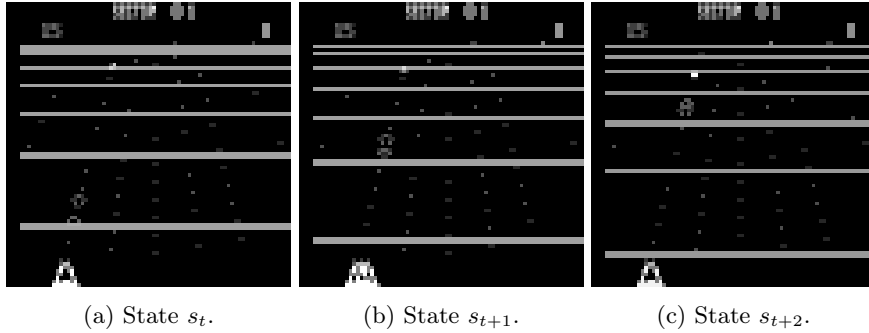 (a) State s_t.
(b) State s_{t+1}.
(c) State s_{t+2}.